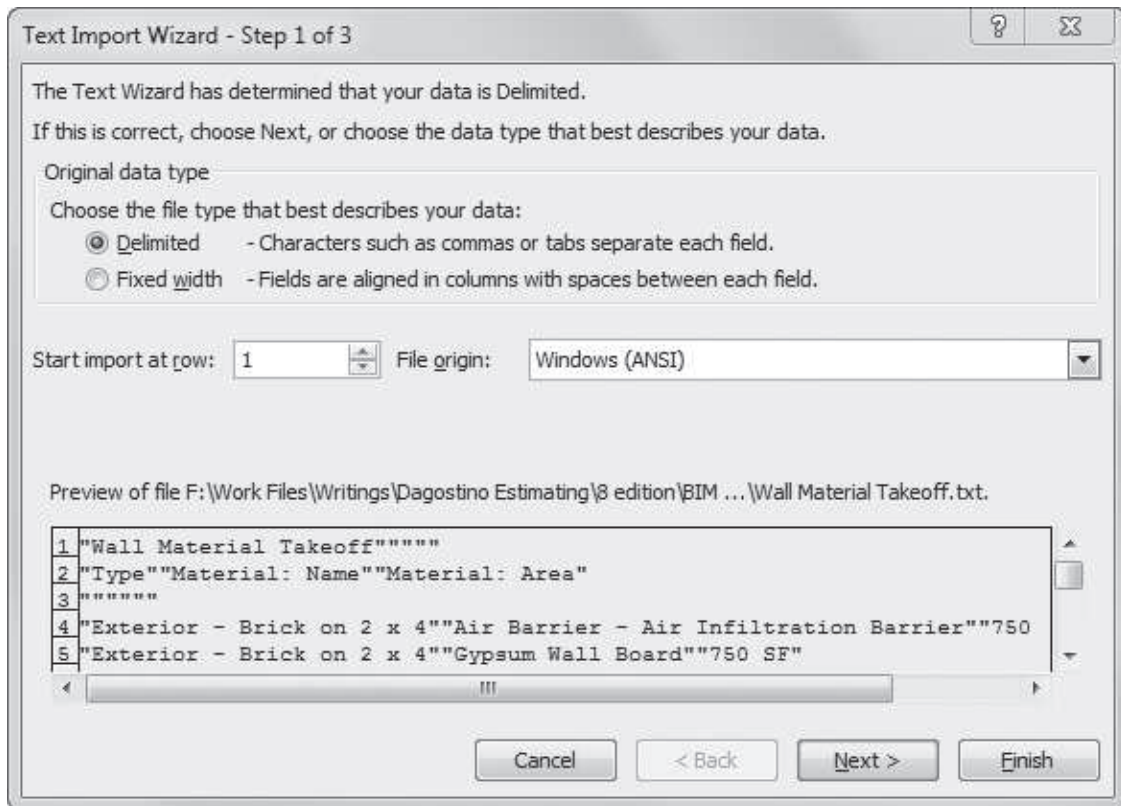 Text Import Wizard - Step 1 of 3
The Text Wizard has determined that your data is Delimited.
If this is correct, choose Next, or choose the data type that best describes your data.
Original data type
Choose the file type that best describes your data:
Delimited - Characters such as commas or tabs separate each field.
Fixed width - Fields are aligned in columns with spaces between each field.
Start import at row: 1 File origin: Windows (ANSI)
Preview of file F:\Work Files\Writings\Dagostino Estimating\8 edition\BIM ...\Wall Material Takeoff.txt.
1 "Wall Material Takeoff"""""
2 "Type""Material: Name""Material: Area"
3 """"""
4 "Exterior - Brick on 2 x 4""Air Barrier - Air Infiltration Barrier""750
5 "Exterior - Brick on 2 x 4""Gypsum Wall Board""750 SF"
Cancel < Back Next > Finish